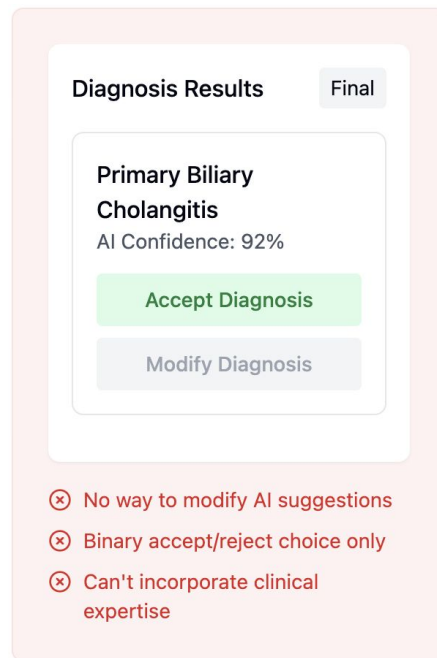 Diagnosis Results
Final
Primary Biliary
Cholangitis
AI Confidence: 92%
Accept Diagnosis
Modify Diagnosis
No way to modify AI suggestions
Binary accept/reject choice only
Can't incorporate clinical
expertise